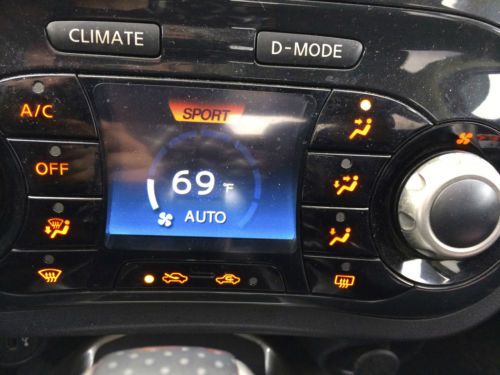 CLIMATE
D-MODE
A/C
SPORT
OFF
69°F
AUTO